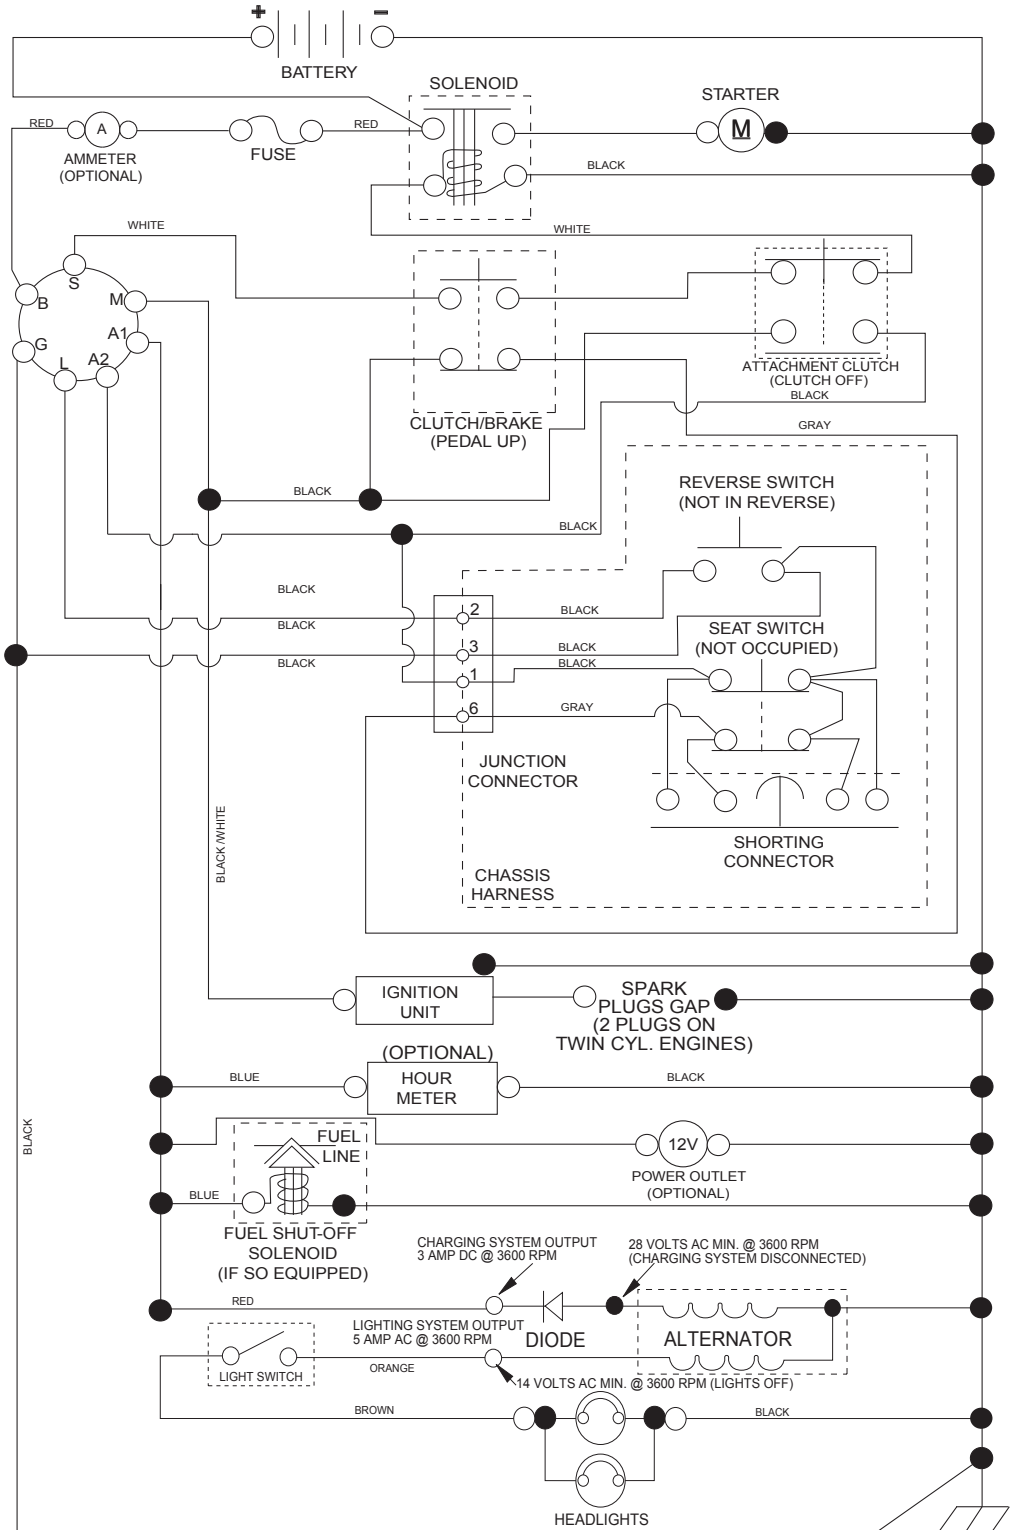 + −
BATTERY
SOLENOID
STARTER
RED
A
RED
M
AMMETER
(OPTIONAL)
FUSE
BLACK
WHITE
WHITE
S
B
M
A1
G
L
A2
ATTACHMENT CLUTCH
(CLUTCH OFF)
BLACK
CLUTCH/BRAKE
(PEDAL UP)
GRAY
REVERSE SWITCH
(NOT IN REVERSE)
BLACK
BLACK
BLACK
2
BLACK
BLACK
SEAT SWITCH
(NOT OCCUPIED)
3
BLACK
BLACK
BLACK
1
6
GRAY
JUNCTION
CONNECTOR
BLACK /WHITE
SHORTING
CONNECTOR
CHASSIS
HARNESS
IGNITION
UNIT
SPARK
PLUGS GAP
(2 PLUGS ON
TWIN CYL. ENGINES)
(OPTIONAL)
BLUE
HOUR
METER
BLACK
BLACK
FUEL
LINE
12V
POWER OUTLET
(OPTIONAL)
BLUE
FUEL SHUT-OFF
SOLENOID
(IF SO EQUIPPED)
CHARGING SYSTEM OUTPUT
3 AMP DC @ 3600 RPM
28 VOLTS AC MIN. @ 3600 RPM
(CHARGING SYSTEM DISCONNECTED)
RED
LIGHTING SYSTEM OUTPUT
5 AMP AC @ 3600 RPM
DIODE
ALTERNATOR
LIGHT SWITCH
ORANGE
14 VOLTS AC MIN. @ 3600 RPM (LIGHTS OFF)
BROWN
BLACK
HEADLIGHTS